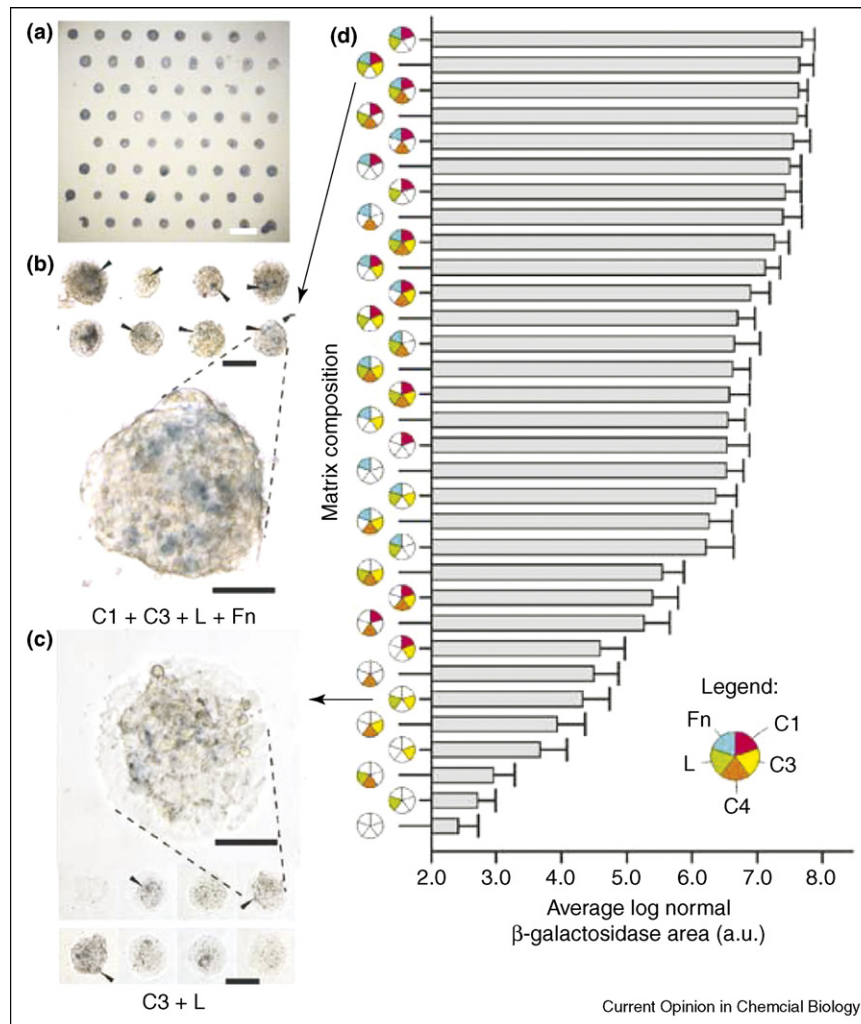 (a)
(b)
C1 + C3 + L + Fn
(c)
C3 + L
(d)
Matrix composition
Legend:
Fn
C1
L
C3
C4
2.0 3.0 4.0 5.0 6.0 7.0 8.0
Average log normal
β-galactosidase area (a.u.)
Current Opinion in Chemcial Biology